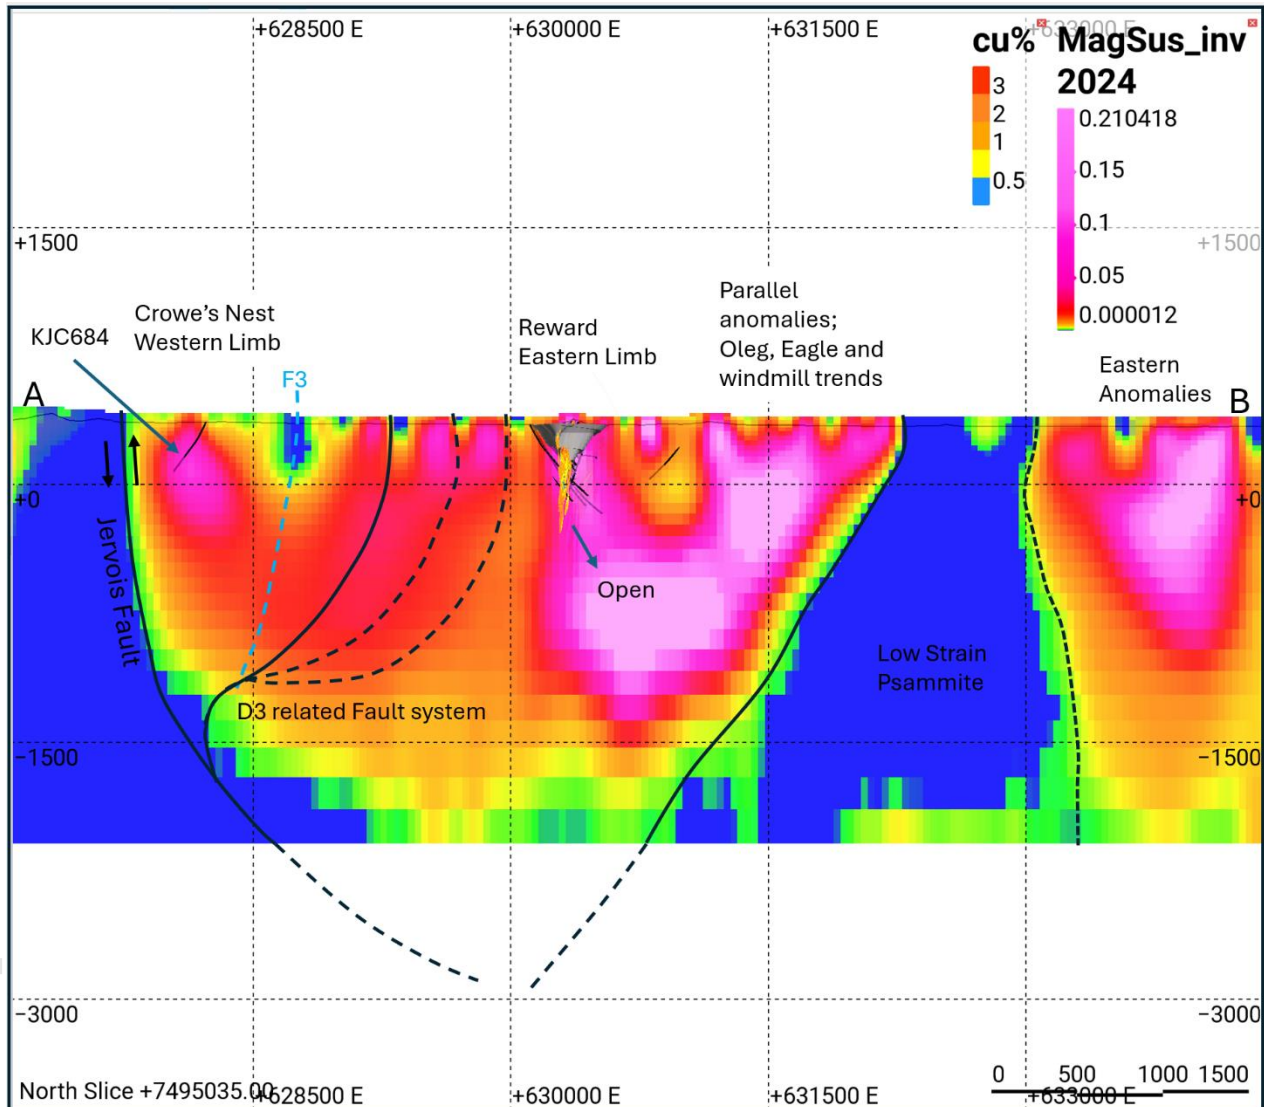 +628500 E
+630000 E
+631500 E
+633000 E
cu%
MagSus_inv
2024
3
2
1
0.5
0.210418
0.15
0.1
0.05
0.000012
+1500
+1500
Parallel
anomalies;
Oleg, Eagle and
windmill trends
Crowe's Nest
Western Limb
KJC684
Reward
Eastern Limb
Eastern
Anomalies
F3
A
B
+0
+0
Jervois Fault
Open
Low Strain
Psammite
D3 related Fault system
−1500
−1500
−3000
−3000
0 500 1000 1500
North Slice +7495035.00
+628500 E
+630000 E
+631500 E
+633000 E